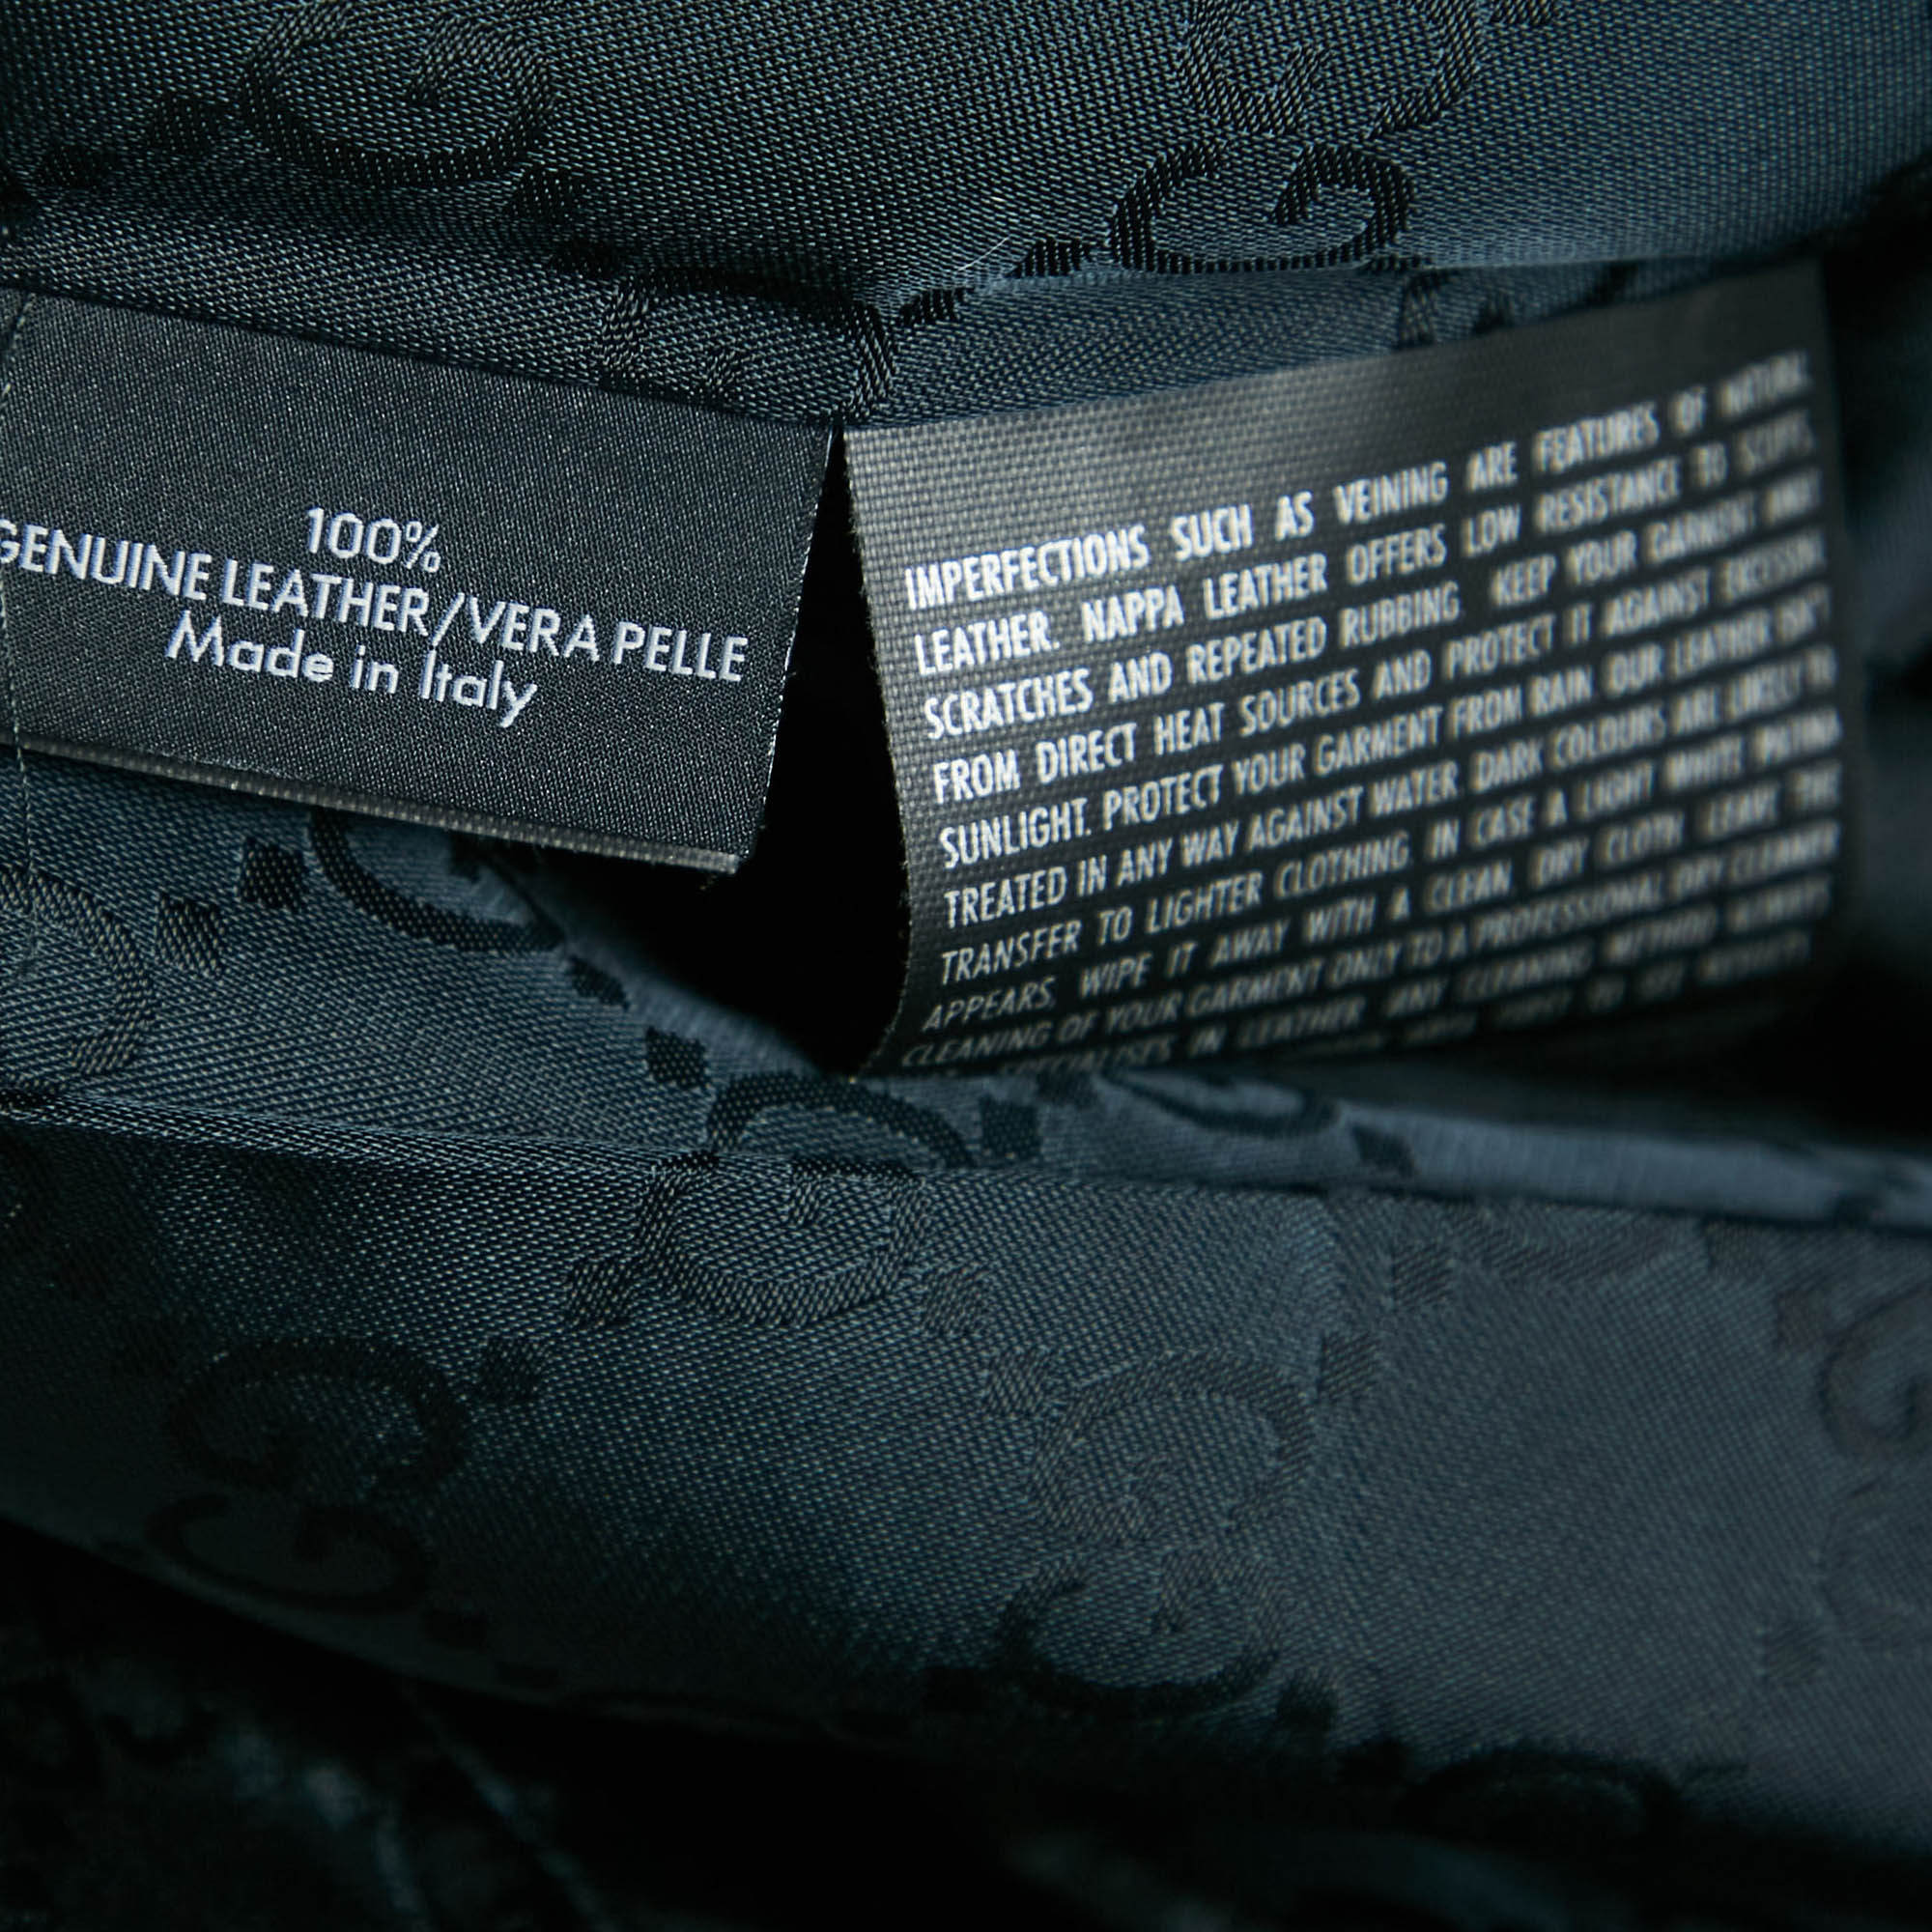 100%
GENUINE LEATHER/VERA PELLE
Made in Italy
IMPERFECTIONS SUCH AS VEINING ARE FEATURES OF NATURAL
LEATHER. NAPPA LEATHER OFFERS LOW RESISTANCE TO SCUFFS,
SCRATCHES AND REPEATED RUBBING. KEEP YOUR GARMENT AWAY
FROM DIRECT HEAT SOURCES AND PROTECT IT AGAINST EXCESSIVE
SUNLIGHT. PROTECT YOUR GARMENT FROM RAIN. OUR LEATHER ISN'T
TREATED IN ANY WAY AGAINST WATER. DARK COLOURS ARE LIKELY TO
TRANSFER TO LIGHTER CLOTHING. IN CASE A LIGHT WHITE PATINA
APPEARS, WIPE IT AWAY WITH A CLEAN, DRY CLOTH. LEAVE THE
CLEANING OF YOUR GARMENT ONLY TO A PROFESSIONAL DRY CLEANER
SPECIALISES IN LEATHER. ANY CLEANING METHOD